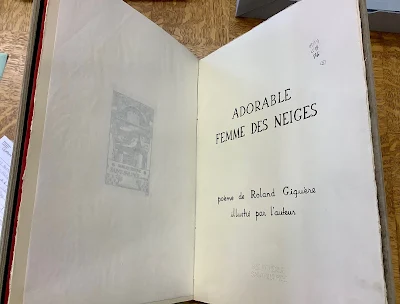 ADORABLE
FEMME DES NEIGES
poème de Roland Giguère
illustré par l'auteur